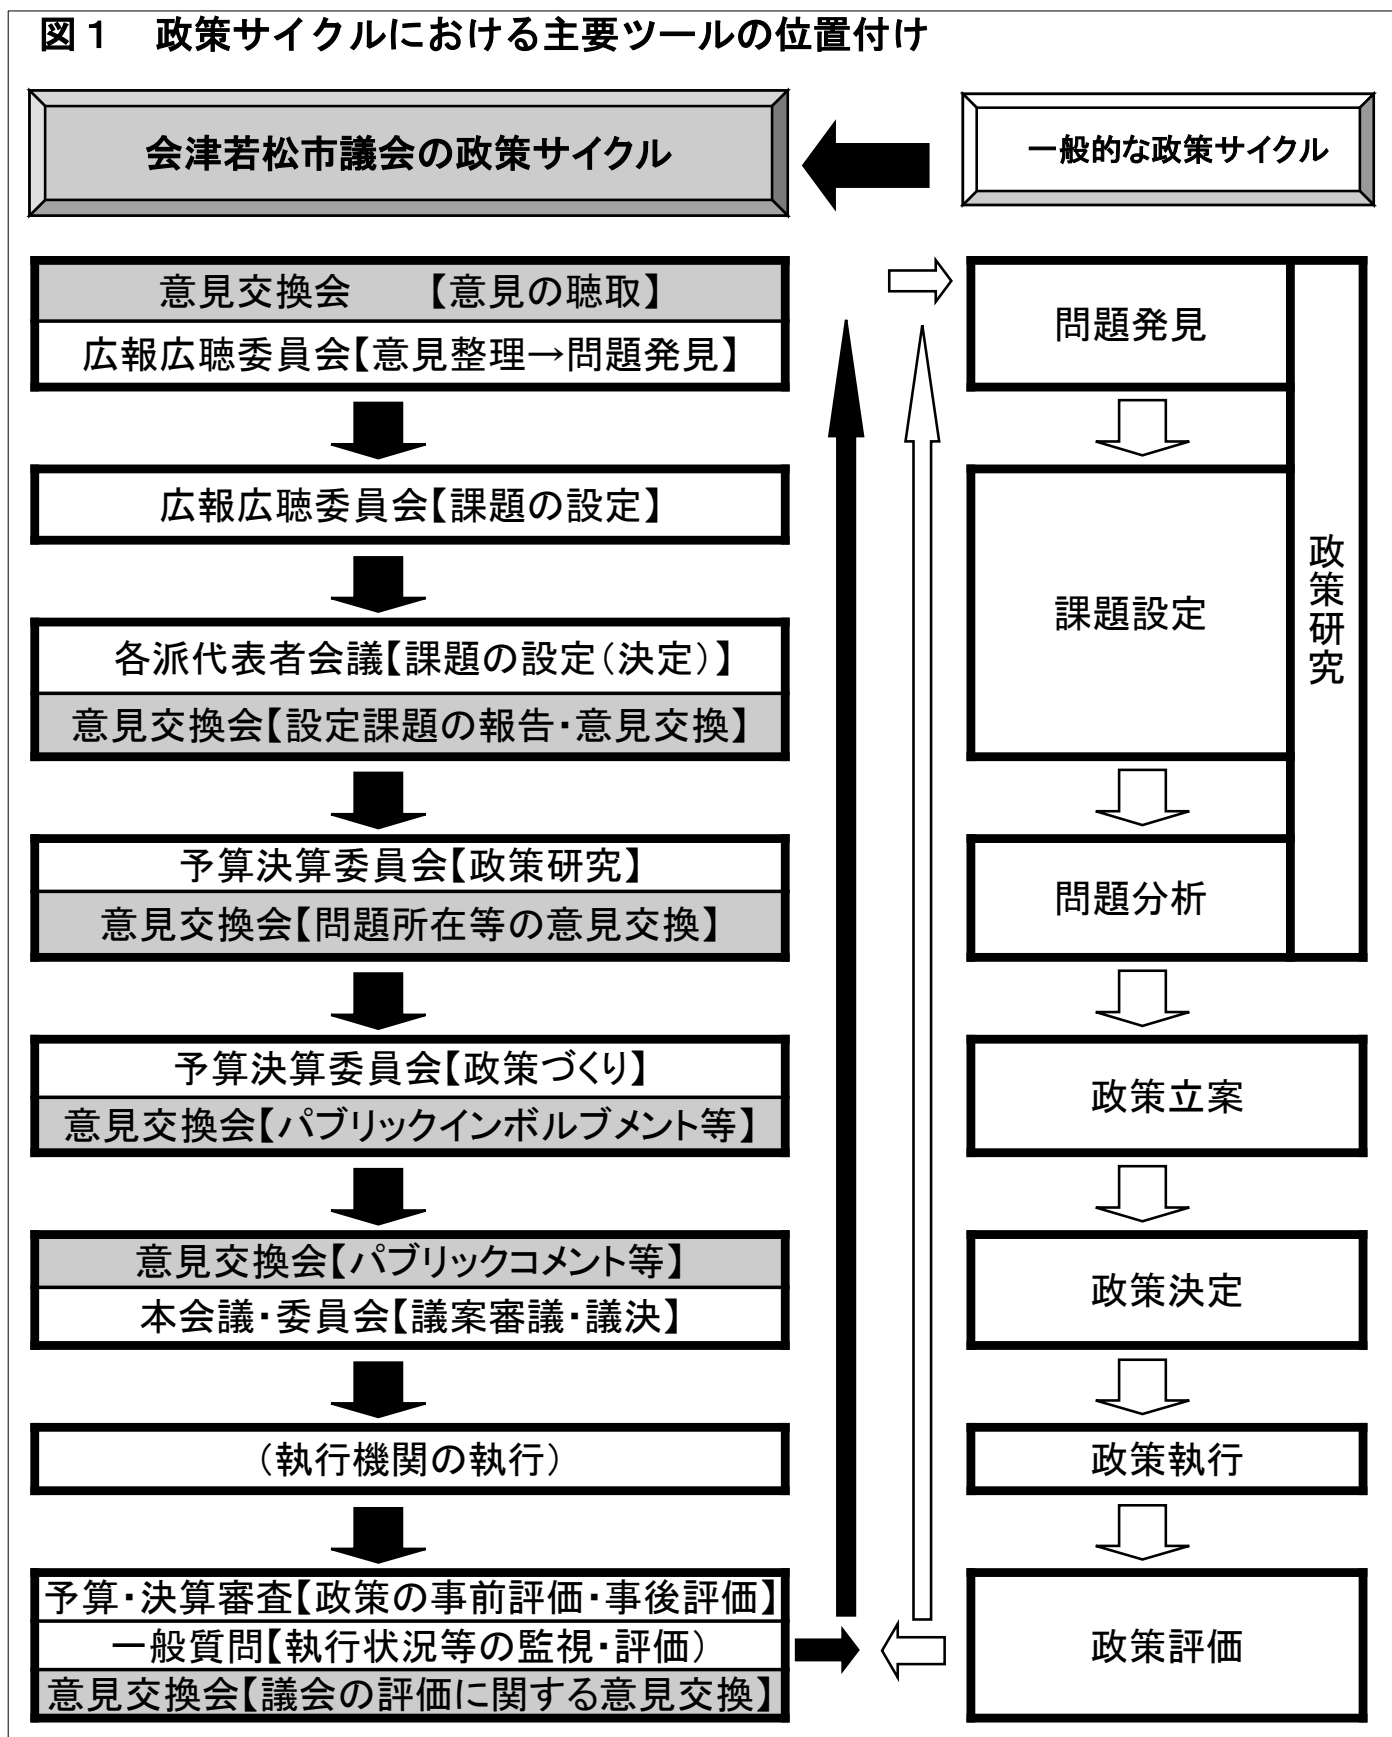 図１　政策サイクルにおける主要ツールの位置付け
会津若松市議会の政策サイクル
一般的な政策サイクル
意見交換会　　【意見の聴取】
広報広聴委員会【意見整理→問題発見】
広報広聴委員会【課題の設定】
各派代表者会議【課題の設定（決定）】
意見交換会【設定課題の報告・意見交換】
予算決算委員会【政策研究】
意見交換会【問題所在等の意見交換】
予算決算委員会【政策づくり】
意見交換会【パブリックインボルブメント等】
意見交換会【パブリックコメント等】
本会議・委員会【議案審議・議決】
（執行機関の執行）
予算・決算審査【政策の事前評価・事後評価】
一般質問【執行状況等の監視・評価）
意見交換会【議会の評価に関する意見交換】
問題発見
課題設定
問題分析
政策研究
政策立案
政策決定
政策執行
政策評価